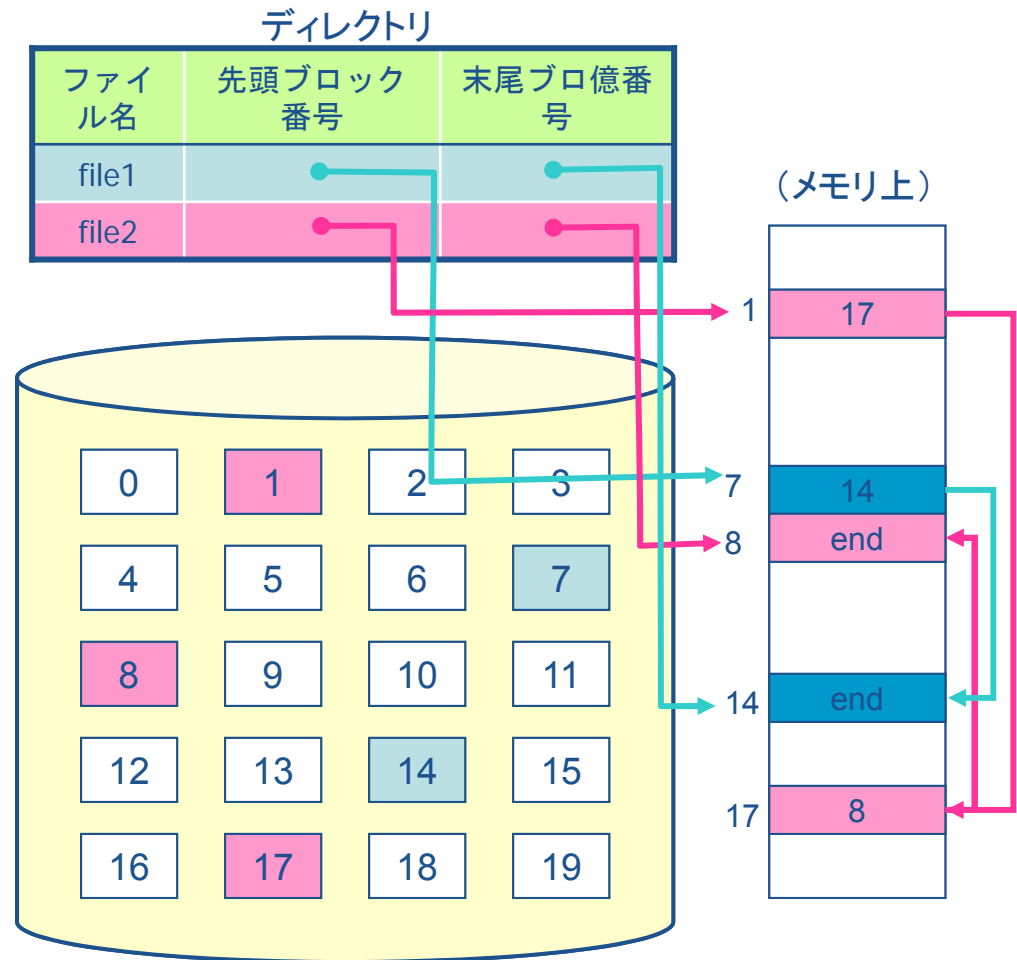 ディレクトリ
ファイ
ル名
先頭ブロック
番号
末尾ブロ億番
号
file1
file2
（メモリ上）
1
17
7
14
8
end
14
end
17
8
0 1 2 3
4 5 6 7
8 9 10 11
12 13 14 15
16 17 18 19